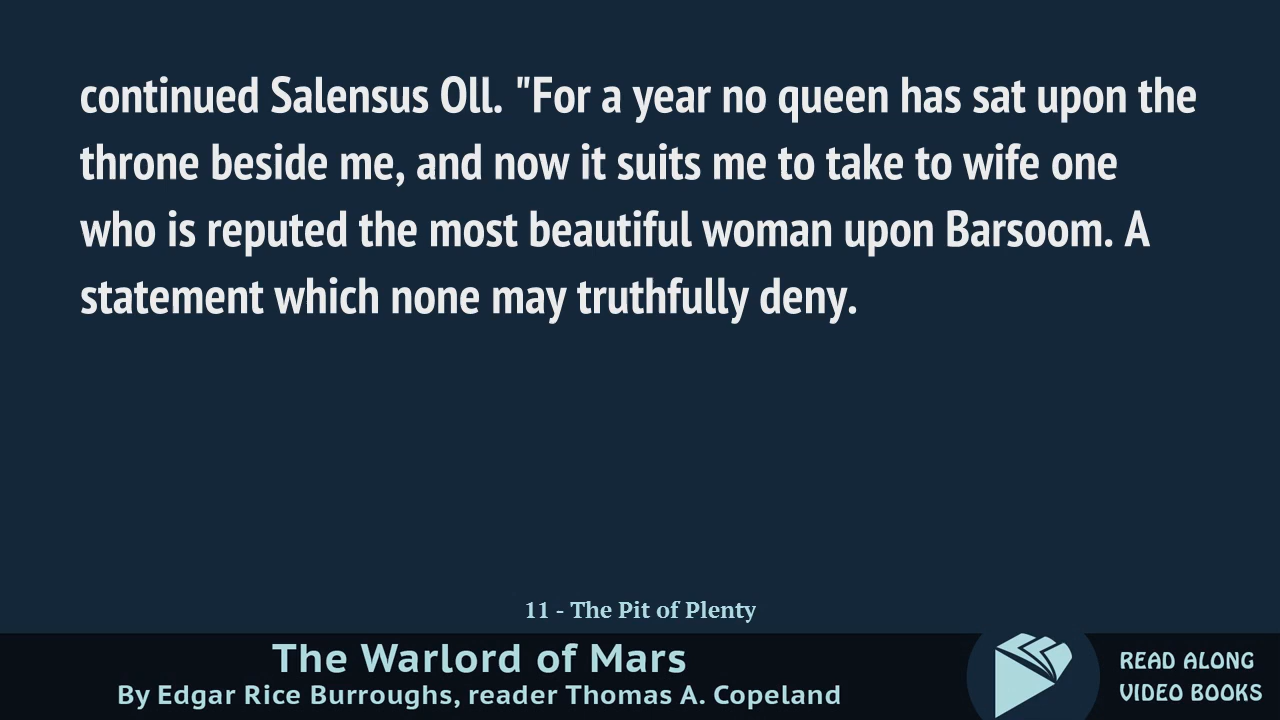 continued Salensus Oll. "For a year no queen has sat upon the
throne beside me, and now it suits me to take to wife one
who is reputed the most beautiful woman upon Barsoom. A
statement which none may truthfully deny.
11 - The Pit of Plenty
The Warlord of Mars
By Edgar Rice Burroughs, reader Thomas A. Copeland
READ ALONG
VIDEO BOOKS